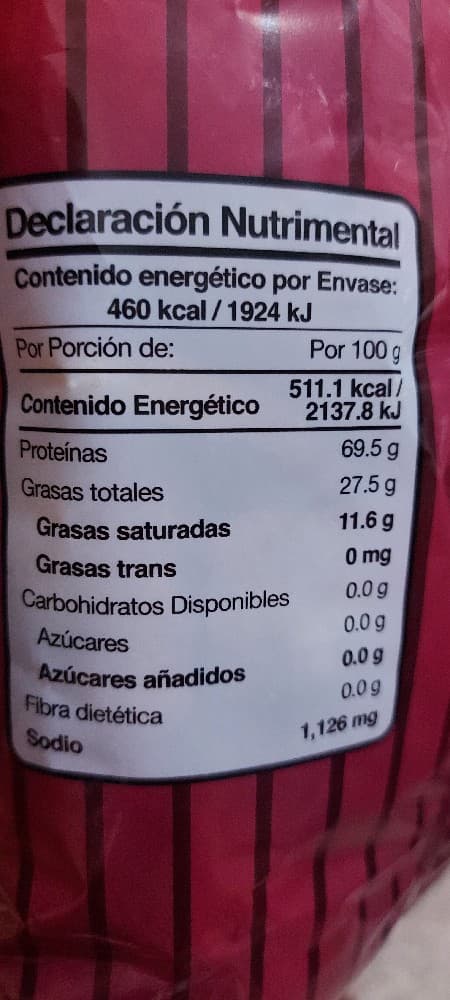 Declaración Nutrimental
Contenido energético por Envase:
460 kcal / 1924 kJ
Por Porción de: Por 100 g
Contenido Energético 511.1 kcal /
2137.8 kJ
Proteínas 69.5 g
Grasas totales 27.5 g
Grasas saturadas 11.6 g
Grasas trans 0 mg
Carbohidratos Disponibles 0.0 g
Azúcares 0.0 g
Azúcares añadidos 0.0 g
Fibra dietética 0.0 g
Sodio 1,126 mg